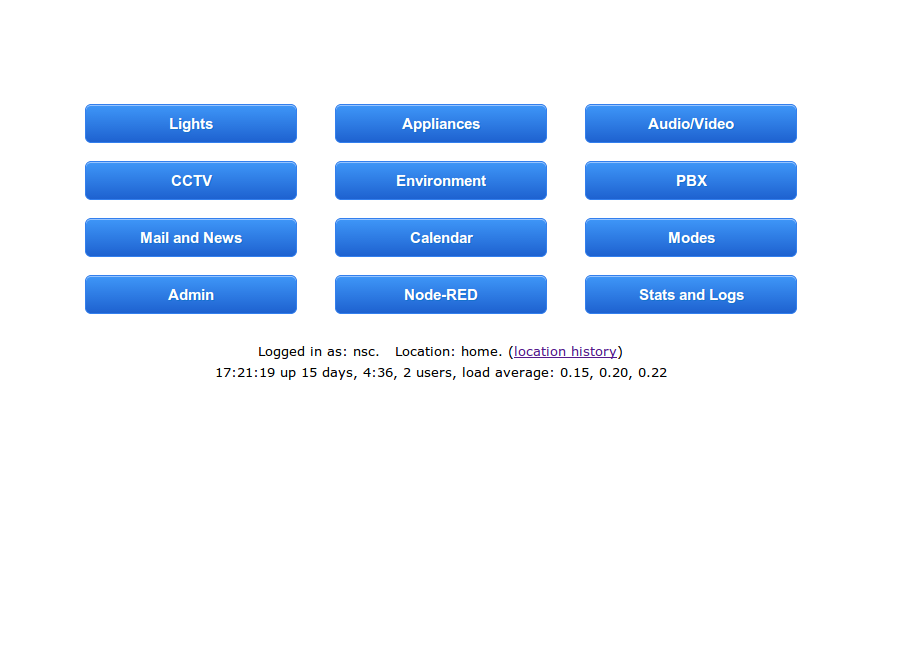 Lights
Appliances
Audio/Video
CCTV
Environment
PBX
Mail and News
Calendar
Modes
Admin
Node-RED
Stats and Logs
Logged in as: nsc. Location: home. (location history)
17:21:19 up 15 days, 4:36, 2 users, load average: 0.15, 0.20, 0.22